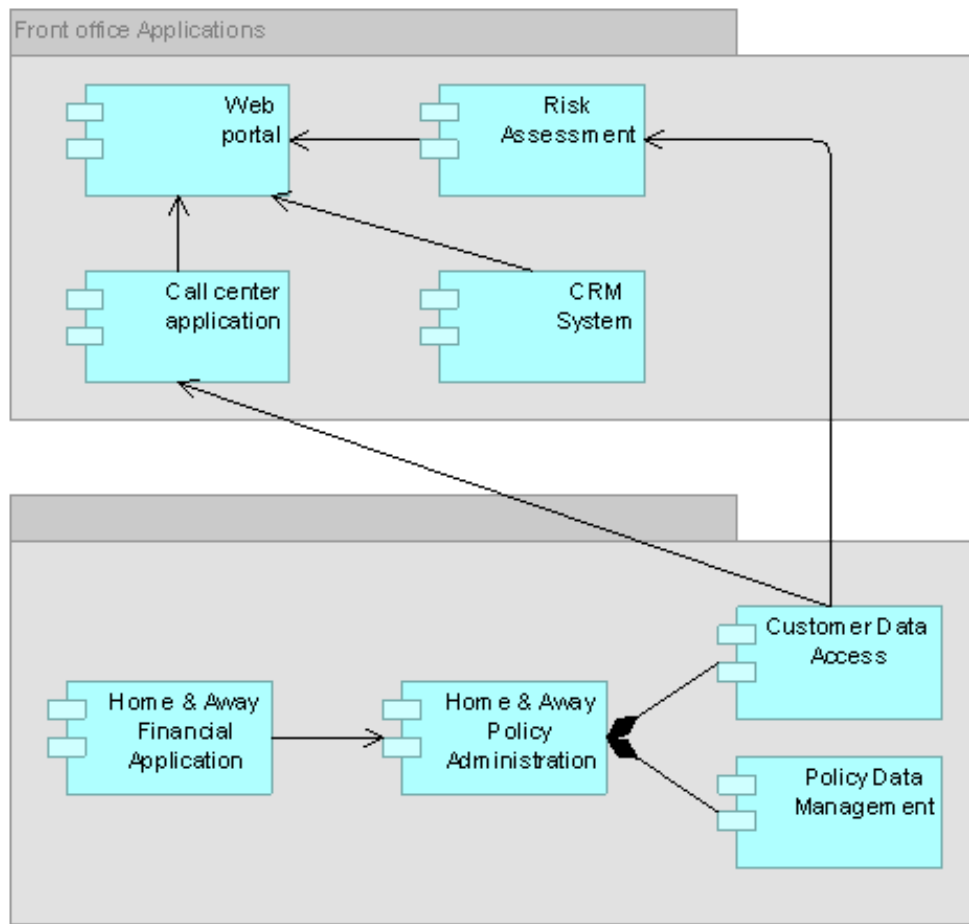 Front office Applications
Web
portal
Risk
Assessment
Call center
application
CRM
System
Customer Data
Access
Home & Away
Financial
Application
Home & Away
Policy
Administration
Policy Data
Management